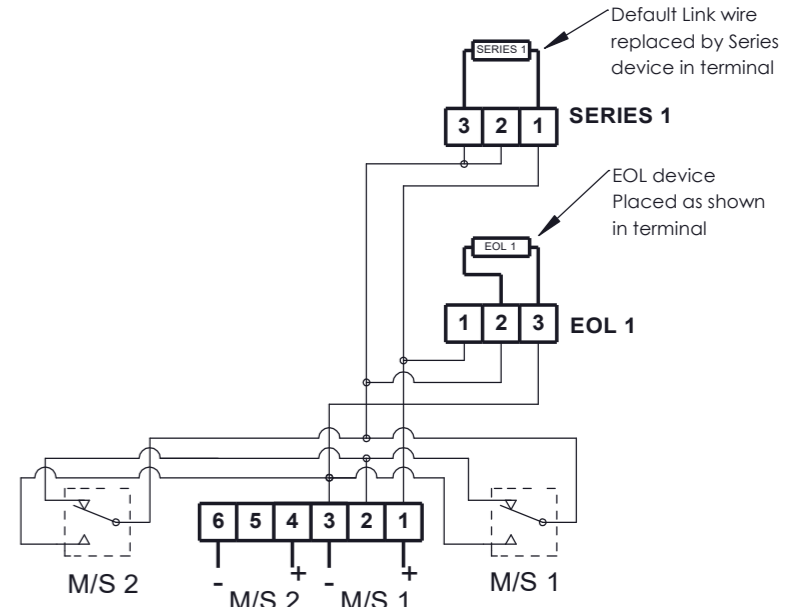 Default Link wire
replaced by Series
device in terminal
SERIES 1
3 2 1
SERIES 1
EOL device
Placed as shown
in terminal
EOL 1
1 2 3
EOL 1
6 5 4 3 2 1
- + - +
M/S 2
M/S 2
M/S 1
M/S 1